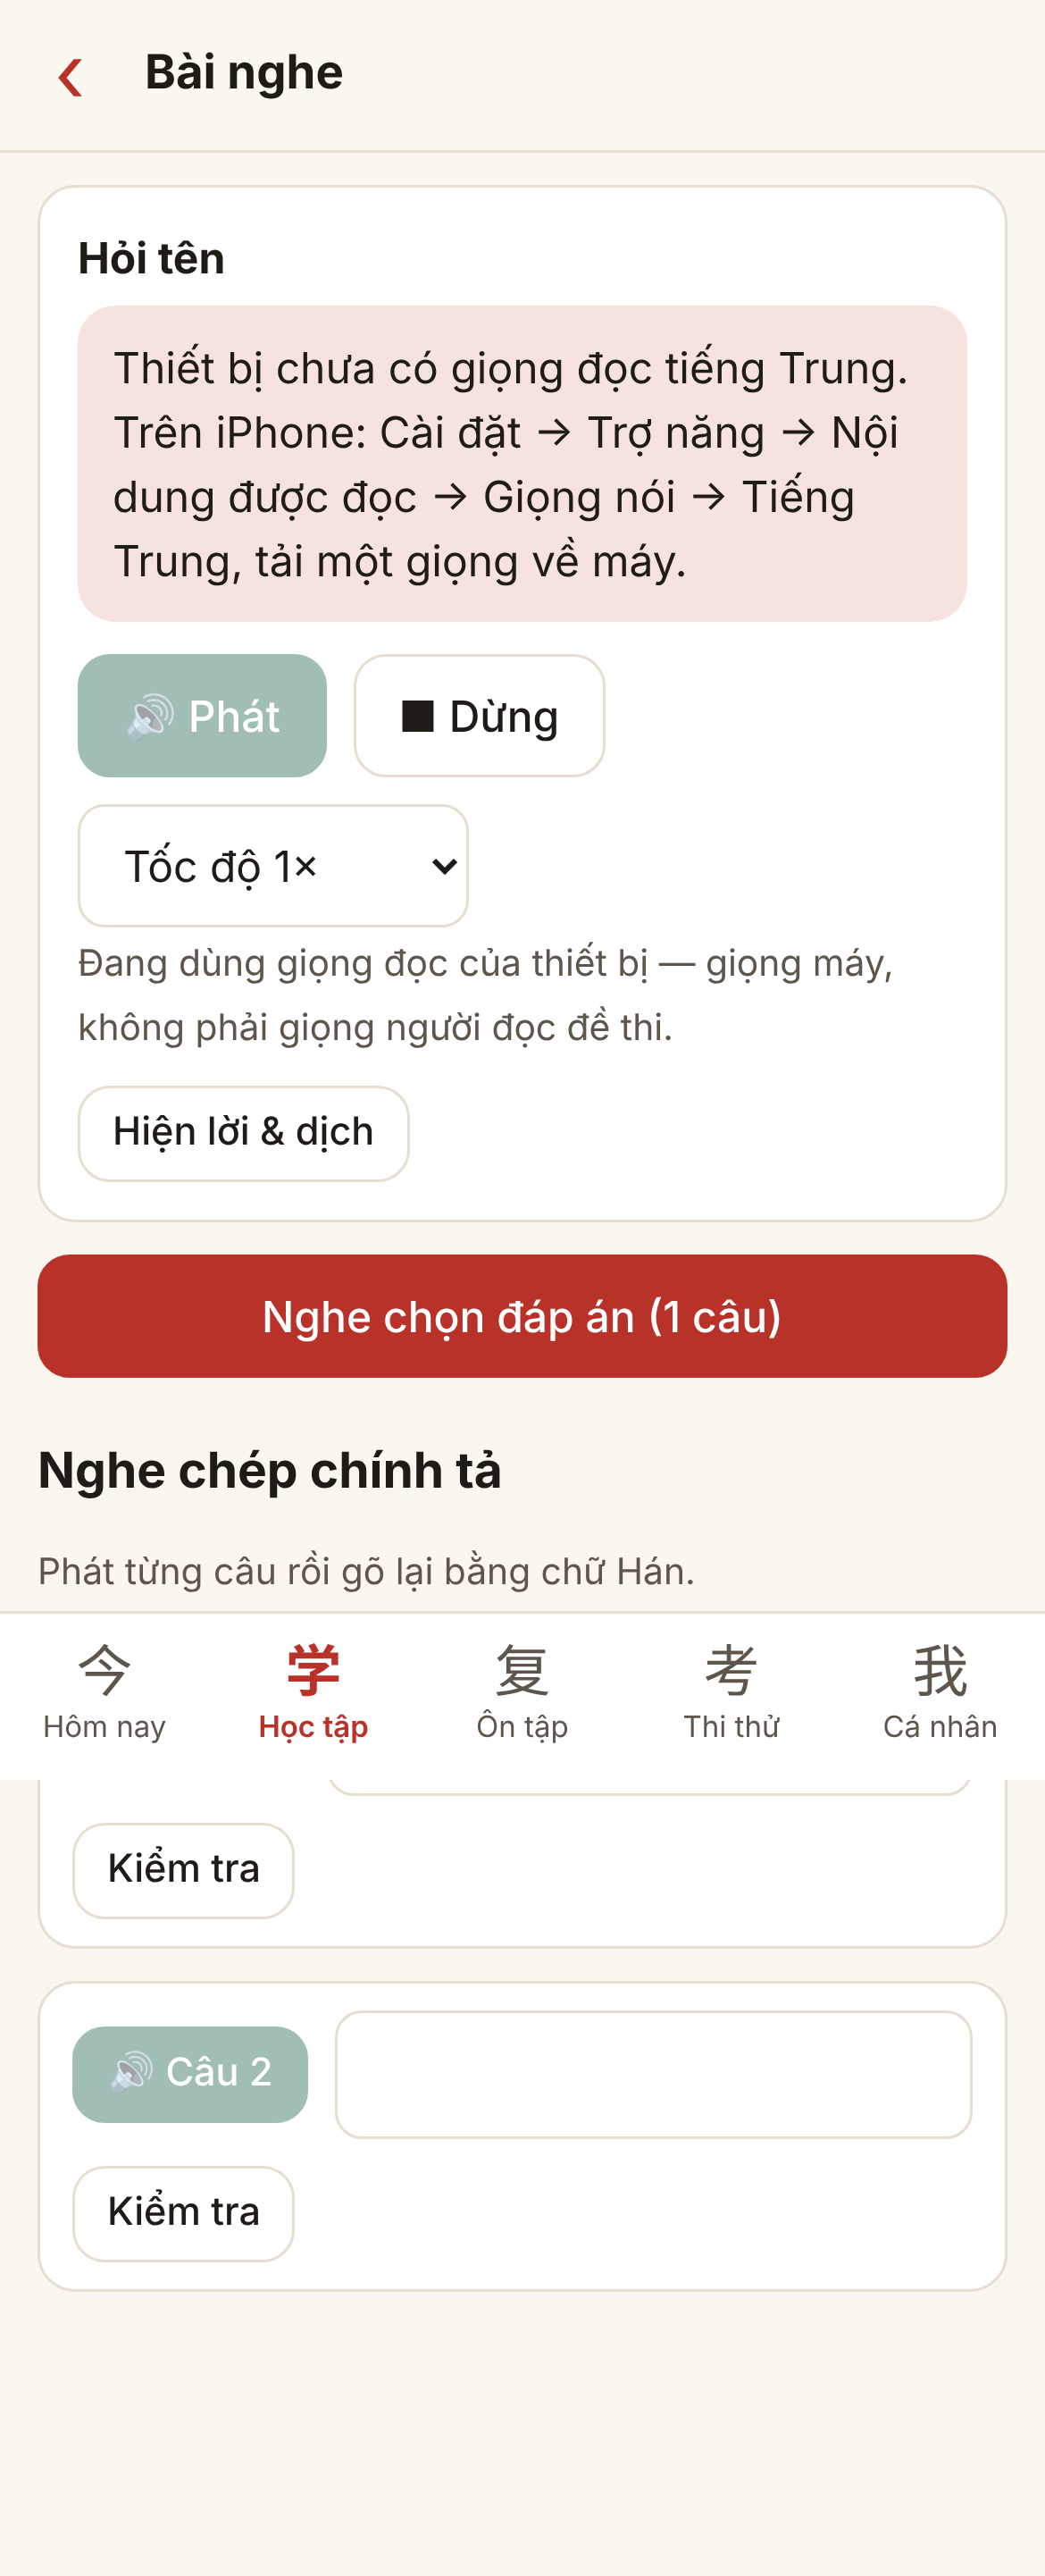 Bài nghe
Hỏi tên
Thiết bị chưa có giọng đọc tiếng Trung.
Trên iPhone: Cài đặt → Trợ năng → Nội
dung được đọc → Giọng nói → Tiếng
Trung, tải một giọng về máy.
🔊 Phát
■ Dừng
Tốc độ 1×
Đang dùng giọng đọc của thiết bị — giọng máy,
không phải giọng người đọc đề thi.
Hiện lời & dịch
Nghe chọn đáp án (1 câu)
Nghe chép chính tả
Phát từng câu rồi gõ lại bằng chữ Hán.
今 学 复 考 我
Hôm nay Học tập Ôn tập Thi thử Cá nhân
Kiểm tra
🔊 Câu 2
Kiểm tra